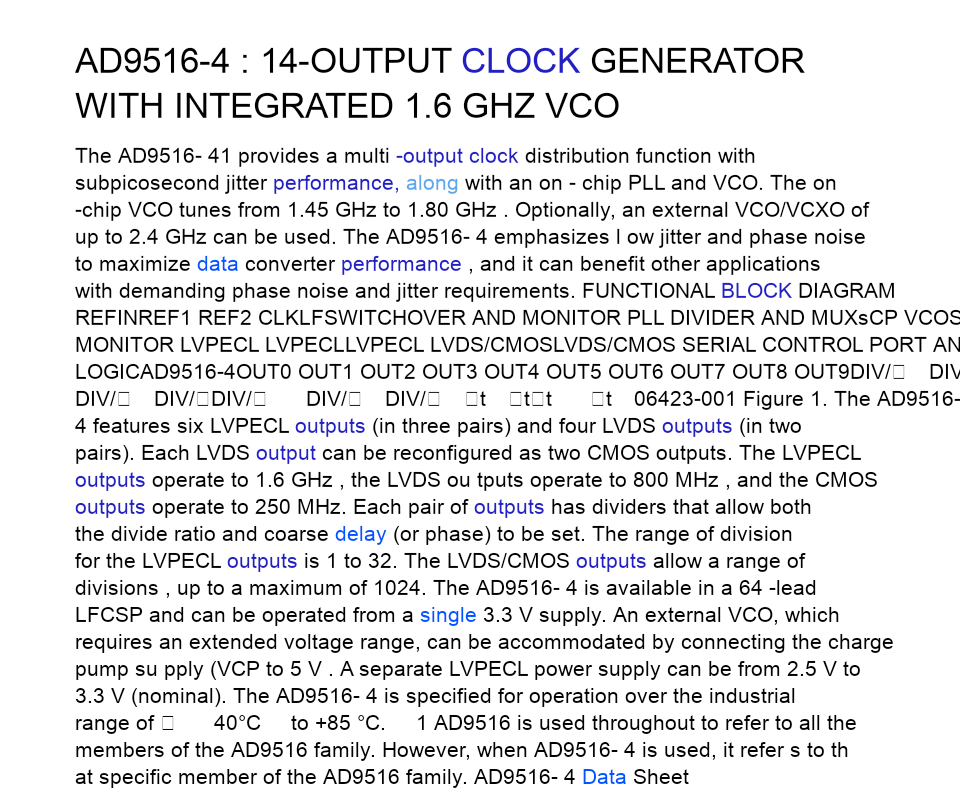 AD9516-4 : 14-OUTPUT CLOCK GENERATOR
WITH INTEGRATED 1.6 GHZ VCO
The AD9516- 41 provides a multi -output clock distribution function with
subpicosecond jitter performance, along with an on - chip PLL and VCO. The on
-chip VCO tunes from 1.45 GHz to 1.80 GHz . Optionally, an external VCO/VCXO of
up to 2.4 GHz can be used. The AD9516- 4 emphasizes l ow jitter and phase noise
to maximize data converter performance , and it can benefit other applications
with demanding phase noise and jitter requirements. FUNCTIONAL BLOCK DIAGRAM
REFINREF1 REF2 CLKLFSWITCHOVER AND MONITOR PLL DIVIDER AND MUXsCP VCOS
MONITOR LVPECL LVPECLLVPECL LVDS/CMOSLVDS/CMOS SERIAL CONTROL PORT AN
LOGICAD9516-4OUT0 OUT1 OUT2 OUT3 OUT4 OUT5 OUT6 OUT7 OUT8 OUT9DIV/□ DIV
DIV/□ DIV/□DIV/□ DIV/□ DIV/□ □t □t□t □t 06423-001 Figure 1. The AD9516-
4 features six LVPECL outputs (in three pairs) and four LVDS outputs (in two
pairs). Each LVDS output can be reconfigured as two CMOS outputs. The LVPECL
outputs operate to 1.6 GHz , the LVDS ou tputs operate to 800 MHz , and the CMOS
outputs operate to 250 MHz. Each pair of outputs has dividers that allow both
the divide ratio and coarse delay (or phase) to be set. The range of division
for the LVPECL outputs is 1 to 32. The LVDS/CMOS outputs allow a range of
divisions , up to a maximum of 1024. The AD9516- 4 is available in a 64 -lead
LFCSP and can be operated from a single 3.3 V supply. An external VCO, which
requires an extended voltage range, can be accommodated by connecting the charge
pump su pply (VCP to 5 V . A separate LVPECL power supply can be from 2.5 V to
3.3 V (nominal). The AD9516- 4 is specified for operation over the industrial
range of □ 40°C to +85 °C. 1 AD9516 is used throughout to refer to all the
members of the AD9516 family. However, when AD9516- 4 is used, it refer s to th
at specific member of the AD9516 family. AD9516- 4 Data Sheet